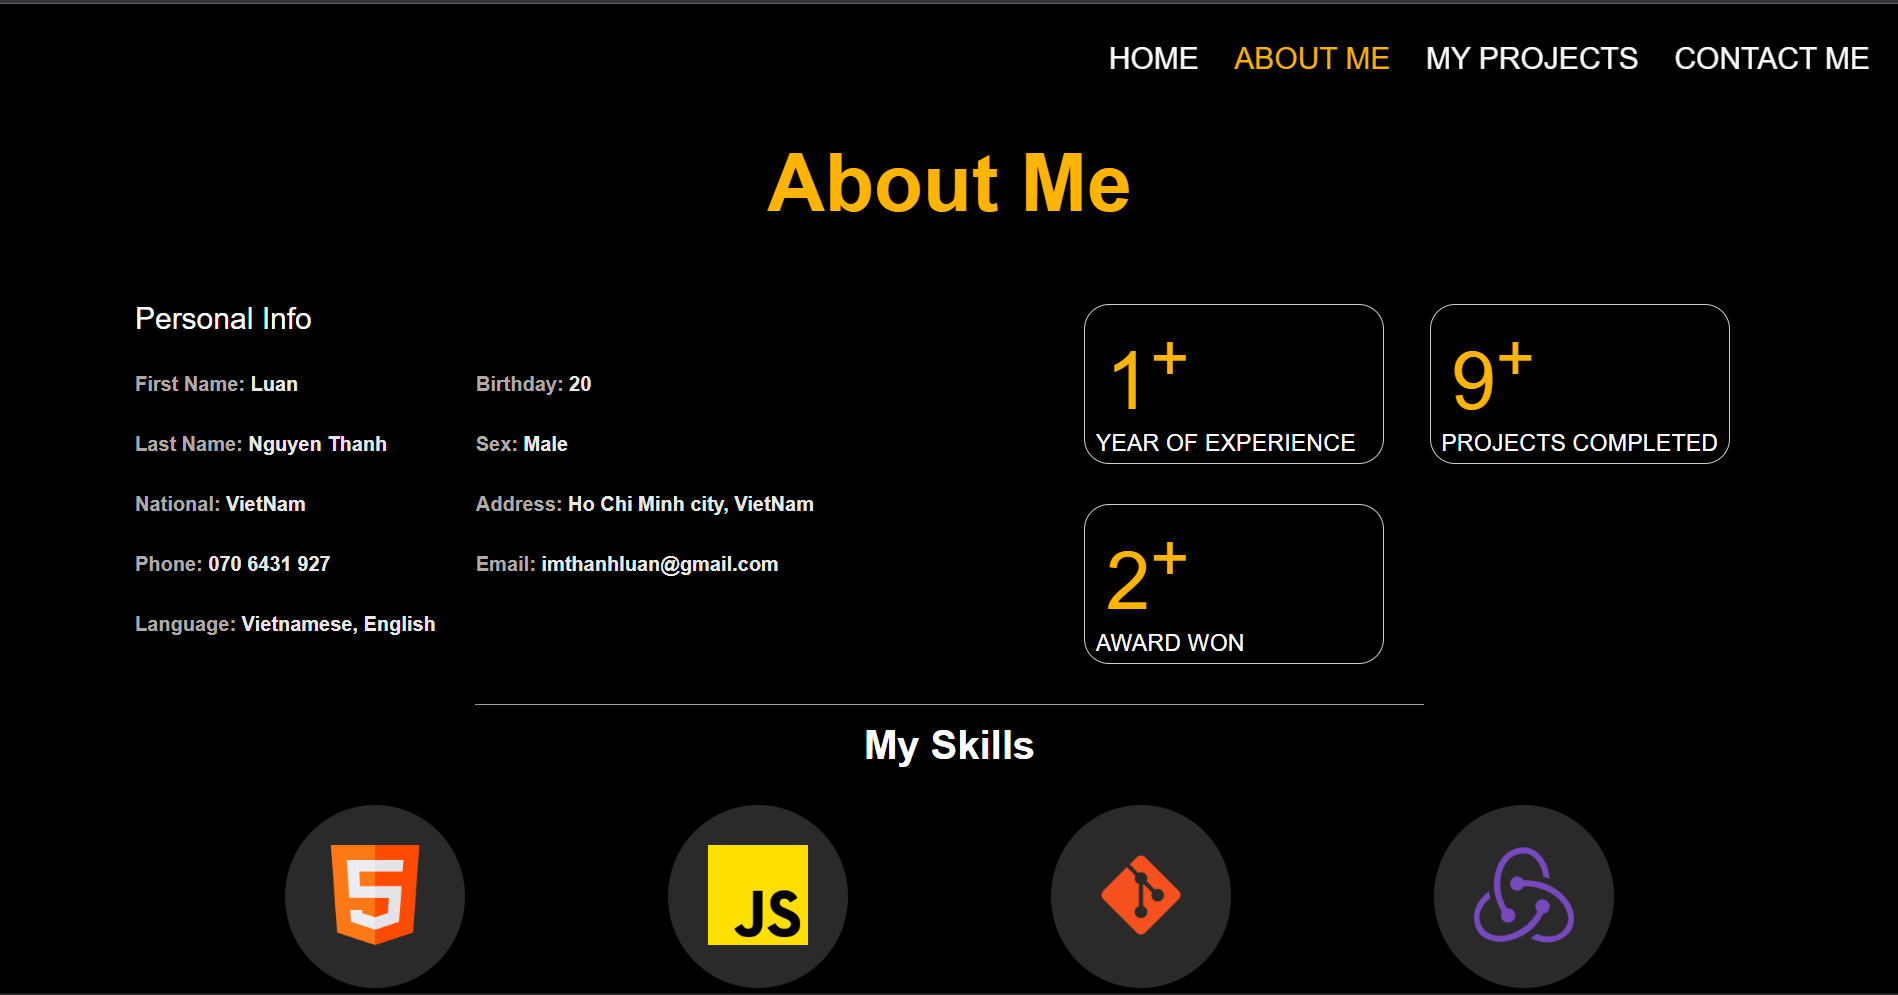 HOME ABOUT ME MY PROJECTS CONTACT ME
About Me
Personal Info
First Name: Luan
Last Name: Nguyen Thanh
National: VietNam
Phone: 070 6431 927
Language: Vietnamese, English
Birthday: 20
Sex: Male
Address: Ho Chi Minh city, VietNam
Email: imthanhluan@gmail.com
1+
YEAR OF EXPERIENCE
9+
PROJECTS COMPLETED
2+
AWARD WON
My Skills
5
JS